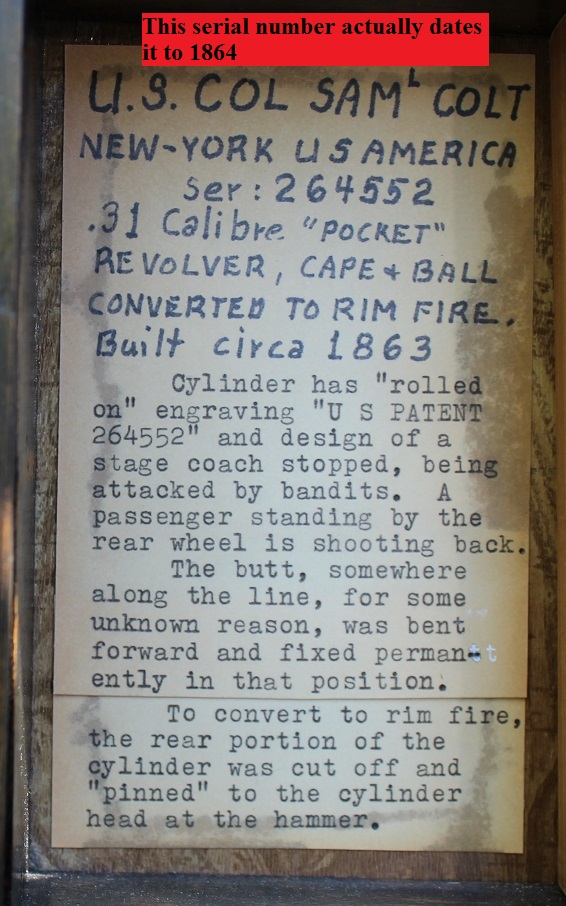 This serial number actually dates
it to 1864
U.S. COL SAMᴸ COLT
NEW-YORK U S AMERICA
Ser: 264552
.31 Calibre "POCKET"
REVOLVER, CAPE & BALL
CONVERTED TO RIM FIRE.
Built circa 1863
Cylinder has "rolled
on" engraving "U S PATENT
264552" and design of a
stage coach stopped, being
attacked by bandits. A
passenger standing by the
rear wheel is shooting back.
The butt, somewhere
along the line, for some
unknown reason, was bent
forward and fixed perman-
ently in that position.
To convert to rim fire,
the rear portion of the
cylinder was cut off and
"pinned" to the cylinder
head at the hammer.